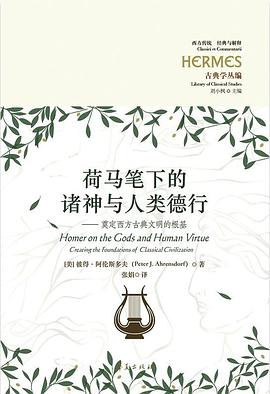 西方传统 经典与解释
Classici et Commentarii
HERMES
古典学丛编
Library of Classical Studies
刘小枫 ● 主编
荷马笔下的
诸神与人类德行
—— 奠定西方古典文明的根基
Homer on the Gods and Human Virtue
Creating the Foundations of Classical Civilization
[美] 彼得·阿伦斯多夫 (Peter J. Ahrensdorf) ● 著
张娟 ● 译
出版社